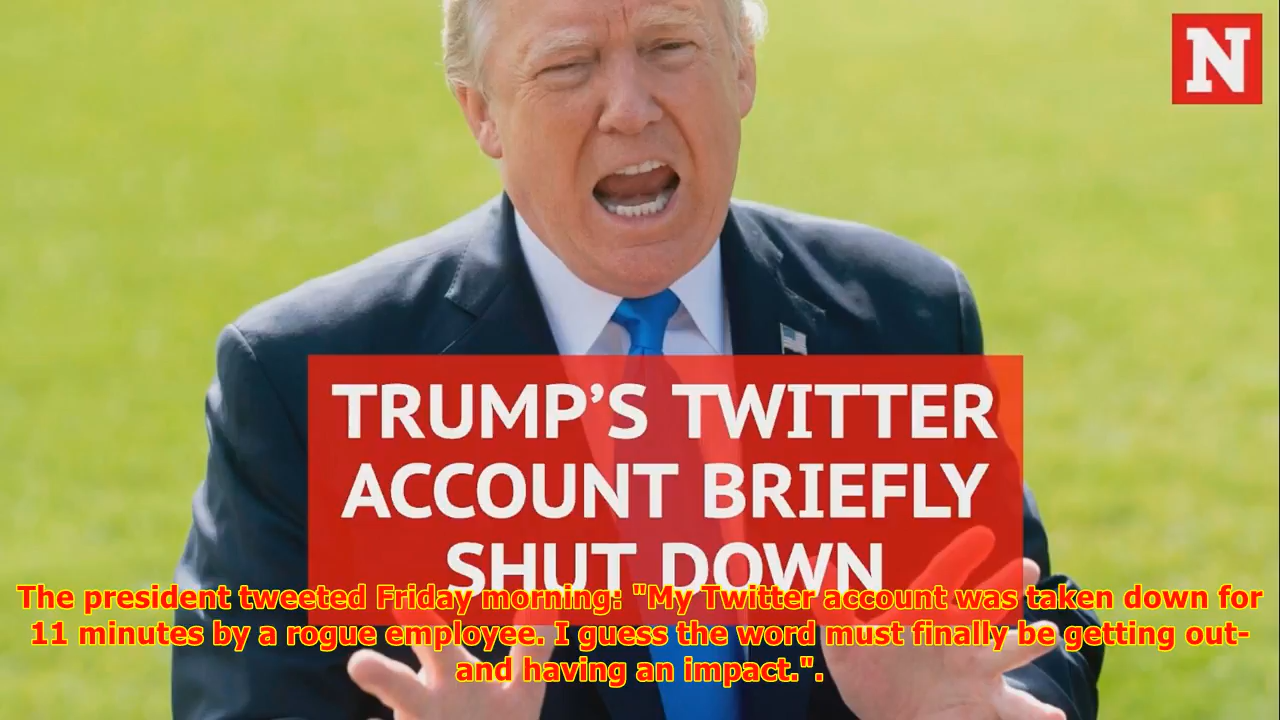 N
TRUMP’S TWITTER
ACCOUNT BRIEFLY
SHUT DOWN
The president tweeted Friday morning: "My Twitter account was taken down for
11 minutes by a rogue employee. I guess the word must finally be getting out-
and having an impact.".